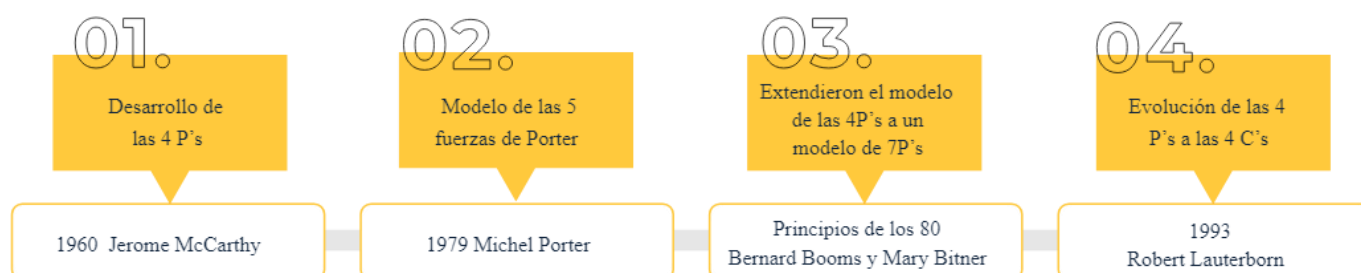 01.
Desarrollo de
las 4 P's
1960 Jerome McCarthy
02.
Modelo de las 5
fuerzas de Porter
1979 Michel Porter
03.
Extendieron el modelo
de las 4P's a un
modelo de 7P's
Principios de los 80
Bernard Booms y Mary Bitner
04.
Evolución de las 4
P's a las 4 C's
1993
Robert Lauterborn